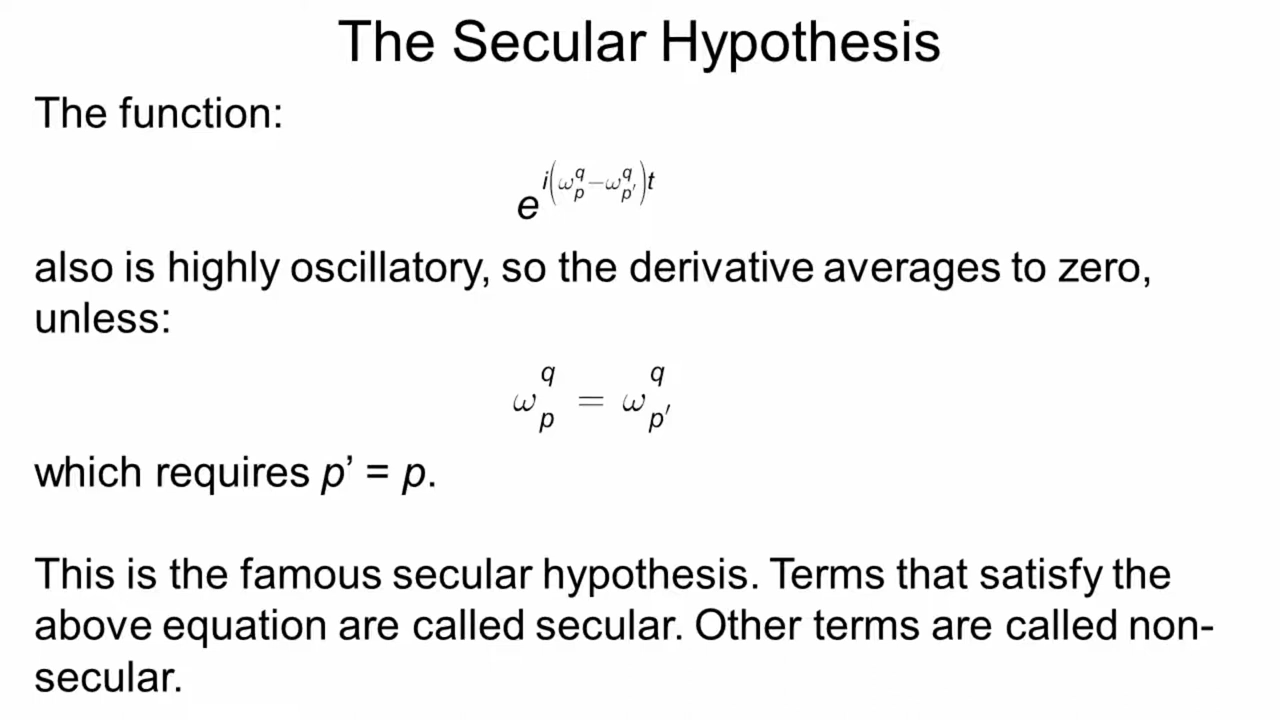 The Secular Hypothesis
The function:
e^{i(ω_p^q−ω_{p′}^q)t}
also is highly oscillatory, so the derivative averages to zero,
unless:
ω_p^q = ω_{p′}^q
which requires p’ = p.
This is the famous secular hypothesis. Terms that satisfy the
above equation are called secular. Other terms are called non-
secular.